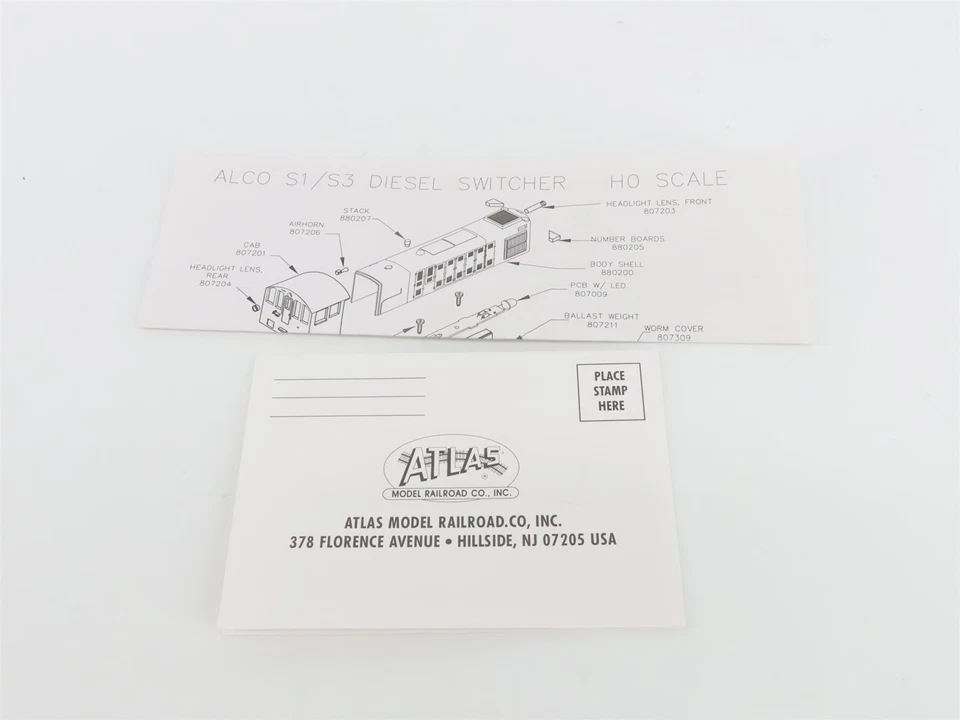 ALCO S1/S3 DIESEL SWITCHER HO SCALE
HEADLIGHT LENS, FRONT
807203
STACK
880207
AIRHORN
807206
NUMBER BOARDS
880205
CAB
807201
BODY SHELL
880200
HEADLIGHT LENS,
REAR
807204
PCB W/ LED
807009
BALLAST WEIGHT
807211
WORM COVER
807309
PLACE
STAMP
HERE
ATLAS
®
MODEL RAILROAD CO., INC.
ATLAS MODEL RAILROAD.CO, INC.
378 FLORENCE AVENUE • HILLSIDE, NJ 07205 USA